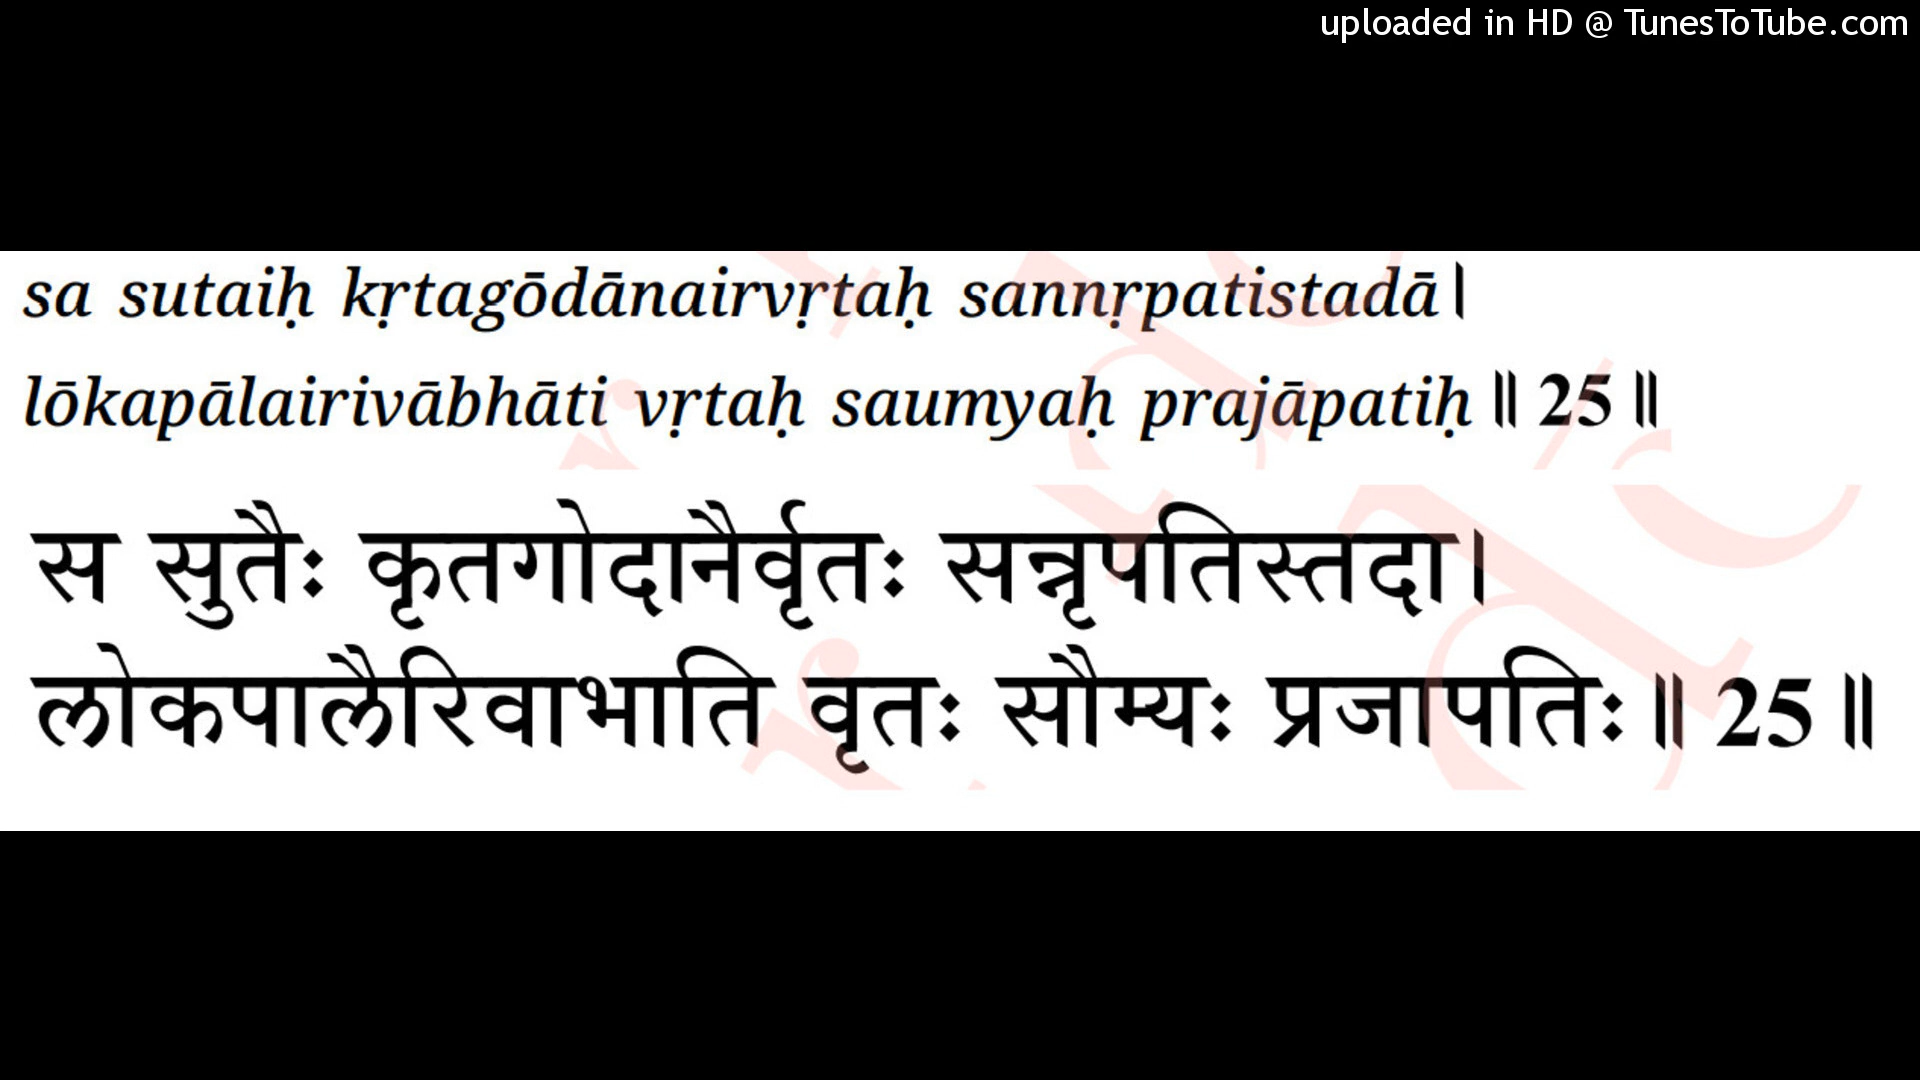 uploaded in HD @ TunesToTube.com
sa sutaiḥ kṛtagōdānairvṛtaḥ sannṛpatistadā।
lōkapālairivābhāti vṛtaḥ saumyaḥ prajāpatiḥ॥ 25॥
स सुतैः कृतगोदानैर्वृतः सन्नृपतिस्तदा।
लोकपालैरिवाभाति वृतः सौम्यः प्रजापतिः॥ 25॥